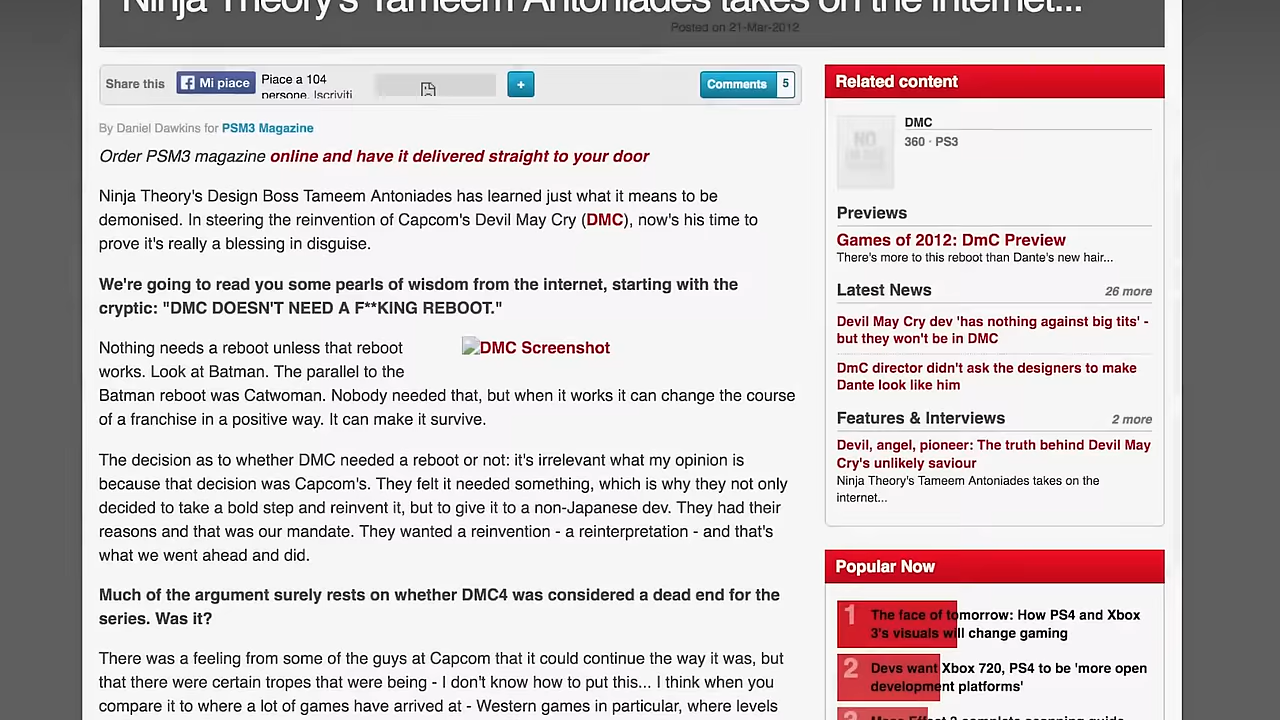 Ninja Theory's Tameem Antoniades takes on the internet...
Posted on 21-Mar-2012
Share this
Mi piace
Piace a 104
persone. Iscriviti
+
Comments
5
By Daniel Dawkins for PSM3 Magazine
Order PSM3 magazine online and have it delivered straight to your door
Ninja Theory's Design Boss Tameem Antoniades has learned just what it means to be
demonised. In steering the reinvention of Capcom's Devil May Cry (DMC), now's his time to
prove it's really a blessing in disguise.
We're going to read you some pearls of wisdom from the internet, starting with the
cryptic: "DMC DOESN'T NEED A F**KING REBOOT."
Nothing needs a reboot unless that reboot
works. Look at Batman. The parallel to the
DMC Screenshot
Batman reboot was Catwoman. Nobody needed that, but when it works it can change the course
of a franchise in a positive way. It can make it survive.
The decision as to whether DMC needed a reboot or not: it's irrelevant what my opinion is
because that decision was Capcom's. They felt it needed something, which is why they not only
decided to take a bold step and reinvent it, but to give it to a non-Japanese dev. They had their
reasons and that was our mandate. They wanted a reinvention - a reinterpretation - and that's
what we went ahead and did.
Much of the argument surely rests on whether DMC4 was considered a dead end for the
series. Was it?
There was a feeling from some of the guys at Capcom that it could continue the way it was, but
that there were certain tropes that were being - I don't know how to put this... I think when you
compare it to where a lot of games have arrived at - Western games in particular, where levels
Related content
DMC
360 · PS3
Previews
Games of 2012: DmC Preview
There's more to this reboot than Dante's new hair...
Latest News
26 more
Devil May Cry dev 'has nothing against big tits' -
but they won't be in DMC
DmC director didn't ask the designers to make
Dante look like him
Features & Interviews
2 more
Devil, angel, pioneer: The truth behind Devil May
Cry's unlikely saviour
Ninja Theory's Tameem Antoniades takes on the
internet...
Popular Now
1
The face of tomorrow: How PS4 and Xbox
3's visuals will change gaming
2
Devs want Xbox 720, PS4 to be 'more open
development platforms'
3
Mass Effect 3 complete scanning guide